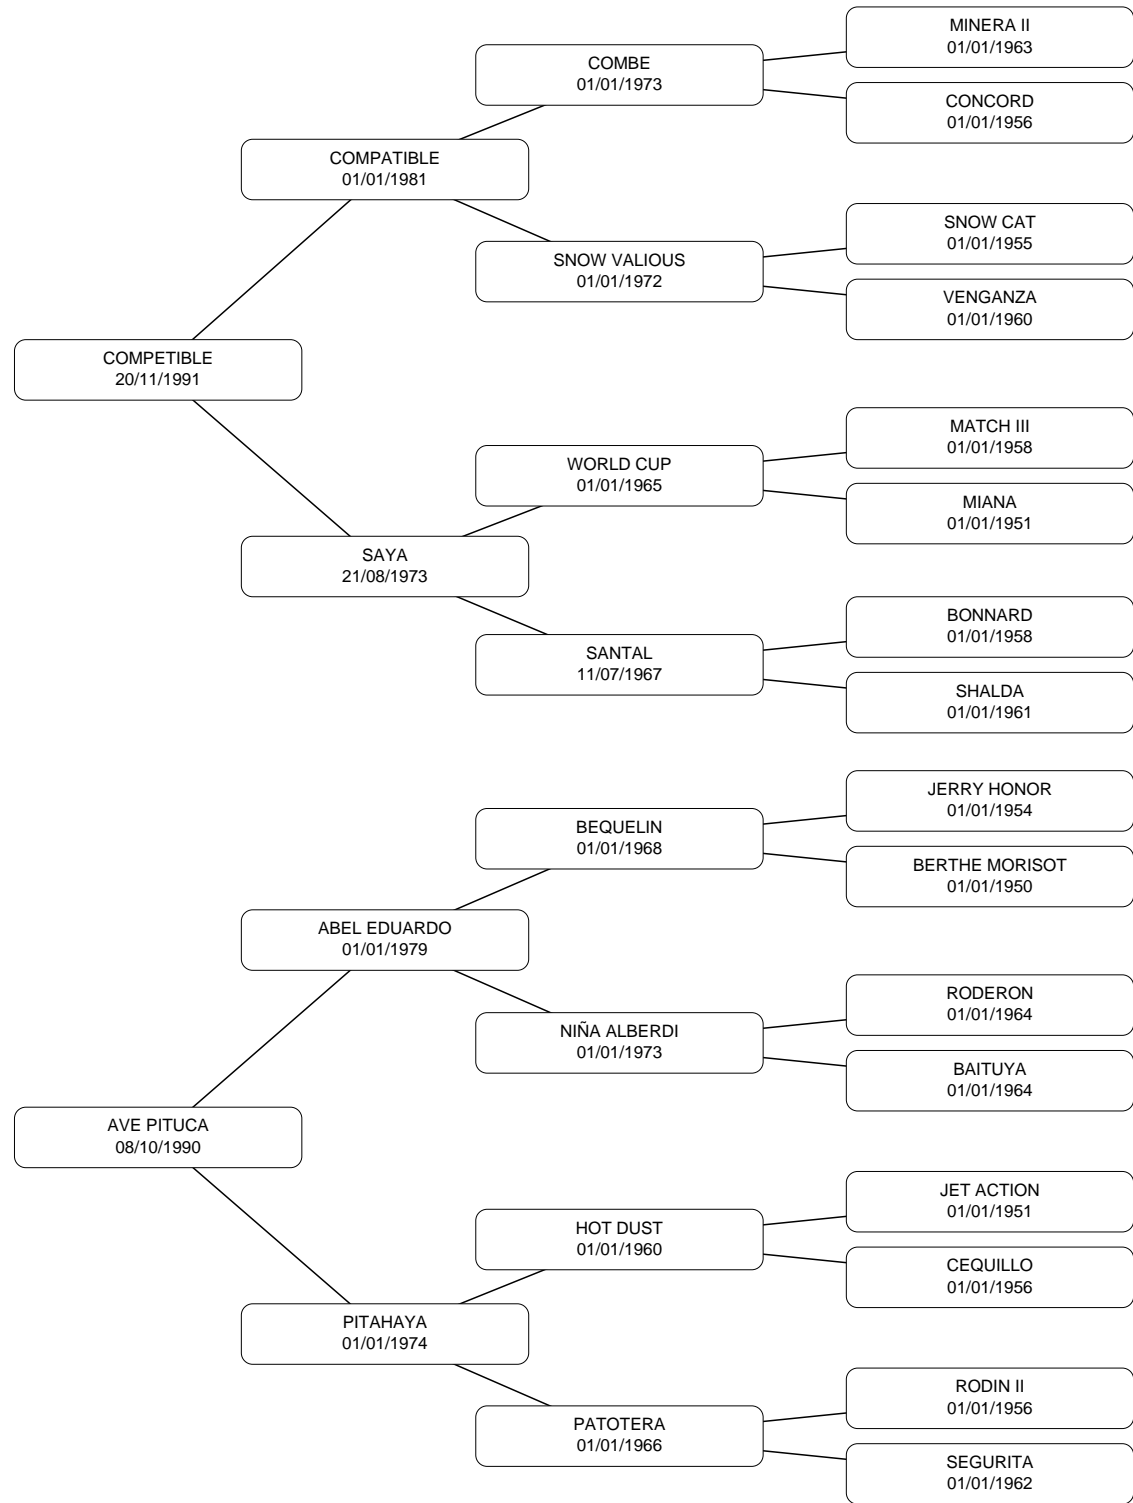 MINERA II
01/01/1963
COMBE
01/01/1973
CONCORD
01/01/1956
COMPATIBLE
01/01/1981
SNOW CAT
01/01/1955
SNOW VALIOUS
01/01/1972
VENGANZA
01/01/1960
COMPETIBLE
20/11/1991
MATCH III
01/01/1958
WORLD CUP
01/01/1965
MIANA
01/01/1951
SAYA
21/08/1973
BONNARD
01/01/1958
SANTAL
11/07/1967
SHALDA
01/01/1961
JERRY HONOR
01/01/1954
BEQUELIN
01/01/1968
BERTHE MORISOT
01/01/1950
ABEL EDUARDO
01/01/1979
RODERON
01/01/1964
NIÑA ALBERDI
01/01/1973
BAITUYA
01/01/1964
AVE PITUCA
08/10/1990
JET ACTION
01/01/1951
HOT DUST
01/01/1960
CEQUILLO
01/01/1956
PITAHAYA
01/01/1974
RODIN II
01/01/1956
PATOTERA
01/01/1966
SEGURITA
01/01/1962